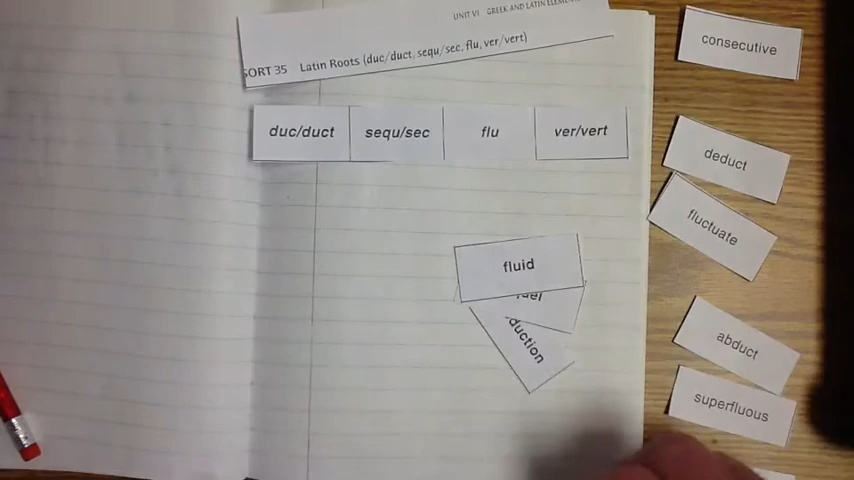 UNIT VI GREEK AND LATIN
SORT 35 Latin Roots (duc/duct, sequ/sec, flu, ver/vert)
duc/duct sequ/sec flu ver/vert
consecutive
deduct
fluctuate
fluid
duction
abduct
superfluous